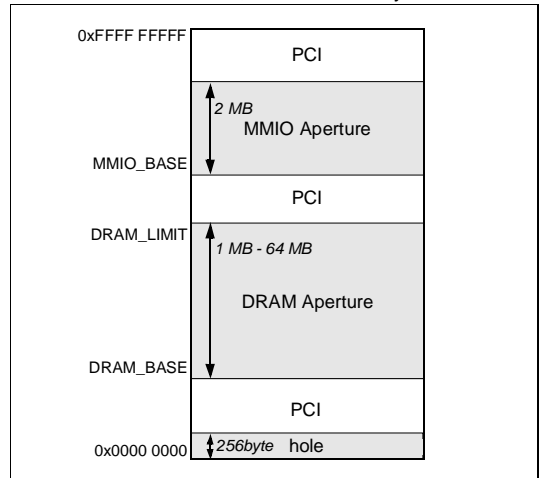 0xFFFF FFFFF
PCI
2 MB
MMIO Aperture
MMIO_BASE
PCI
DRAM_LIMIT
1 MB - 64 MB
DRAM Aperture
DRAM_BASE
PCI
0x0000 0000
256byte hole